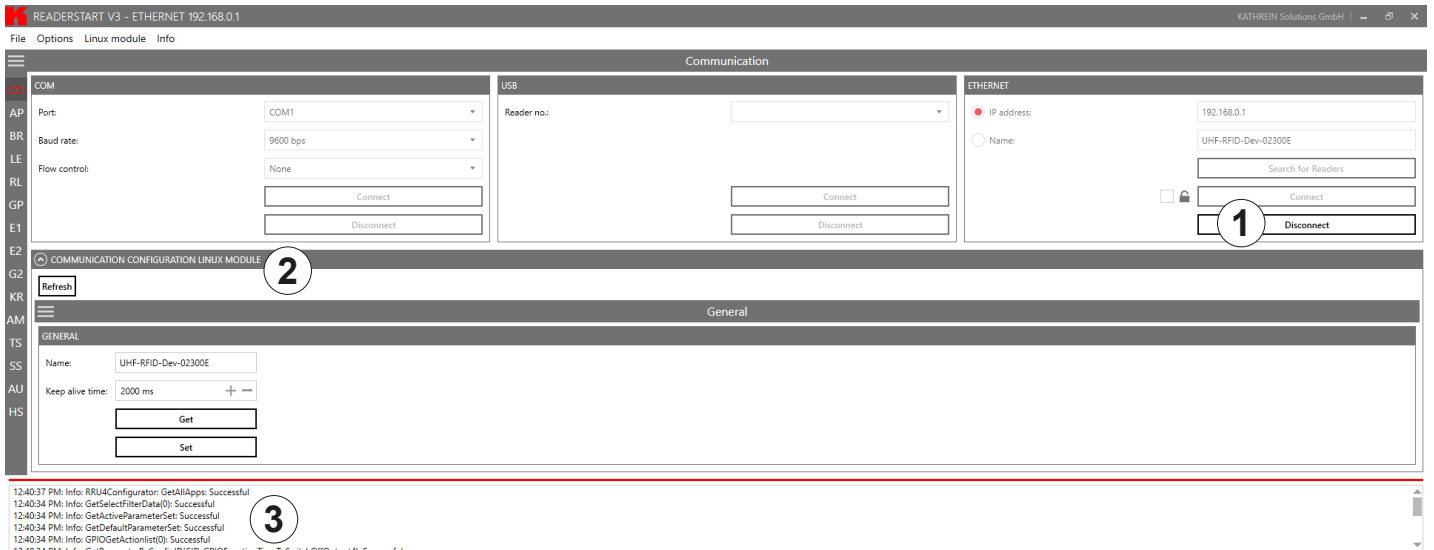 READERSTART V3 - ETHERNET 192.168.0.1
KATHREIN Solutions GmbH
File Options Linux module Info
Communication
COM
Port: COM1
Baud rate: 9600 bps
Flow control: None
Connect
Disconnect
USB
Reader no.:
Connect
Disconnect
ETHERNET
IP address: 192.168.0.1
Name: UHF-RFID-Dev-02300E
Search for Readers
Connect
1
Disconnect
AP
BR
LE
RL
GP
E1
E2
G2
KR
AM
TS
SS
AU
HS
COMMUNICATION CONFIGURATION LINUX MODULE
2
Refresh
General
GENERAL
Name: UHF-RFID-Dev-02300E
Keep alive time: 2000 ms
Get
Set
12:40:37 PM: Info: RRU4Configurator: GetAllApps: Successful
12:40:34 PM: Info: GetSelectFilterData(0): Successful
12:40:34 PM: Info: GetActiveParameterSet: Successful
12:40:34 PM: Info: GetDefaultParameterSet: Successful
12:40:34 PM: Info: GPIOGetActionlist(0): Successful
3